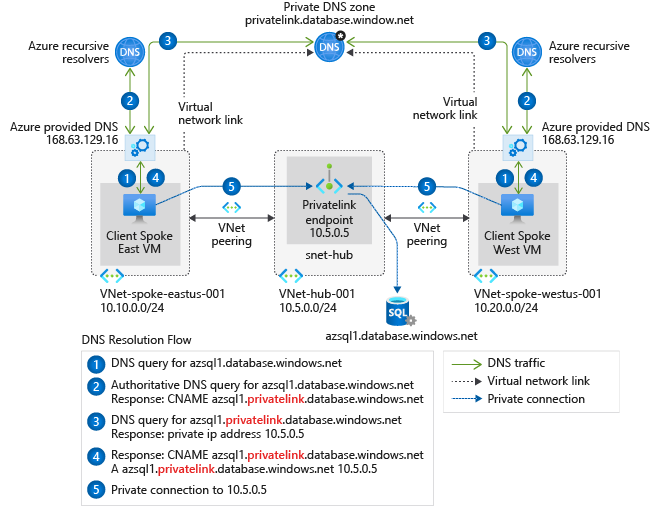 Private DNS zone
privatelink.database.window.net
Azure recursive
resolvers
DNS
3
DNS
*
3
DNS
Azure recursive
resolvers
2
Virtual
network link
Virtual
network link
2
Azure provided DNS
168.63.129.16
Azure provided DNS
168.63.129.16
1
4
5
5
1
4
Client Spoke
East VM
VNet
peering
Privatelink
endpoint
10.5.0.5
snet-hub
VNet
peering
Client Spoke
West VM
VNet-spoke-eastus-001
10.10.0.0/24
VNet-hub-001
10.5.0.0/24
VNet-spoke-westus-001
10.20.0.0/24
SQL
azsql1.database.windows.net
DNS Resolution Flow
1 DNS query for azsql1.database.windows.net
2 Authoritative DNS query for azsql1.database.windows.net
Response: CNAME azsql1.privatelink.database.windows.net
3 DNS query for azsql1.privatelink.database.windows.net
Response: private ip address 10.5.0.5
4 Response: CNAME azsql1.privatelink.database.windows.net
A azsql1.privatelink.database.windows.net 10.5.0.5
5 Private connection to 10.5.0.5
DNS traffic
Virtual network link
Private connection